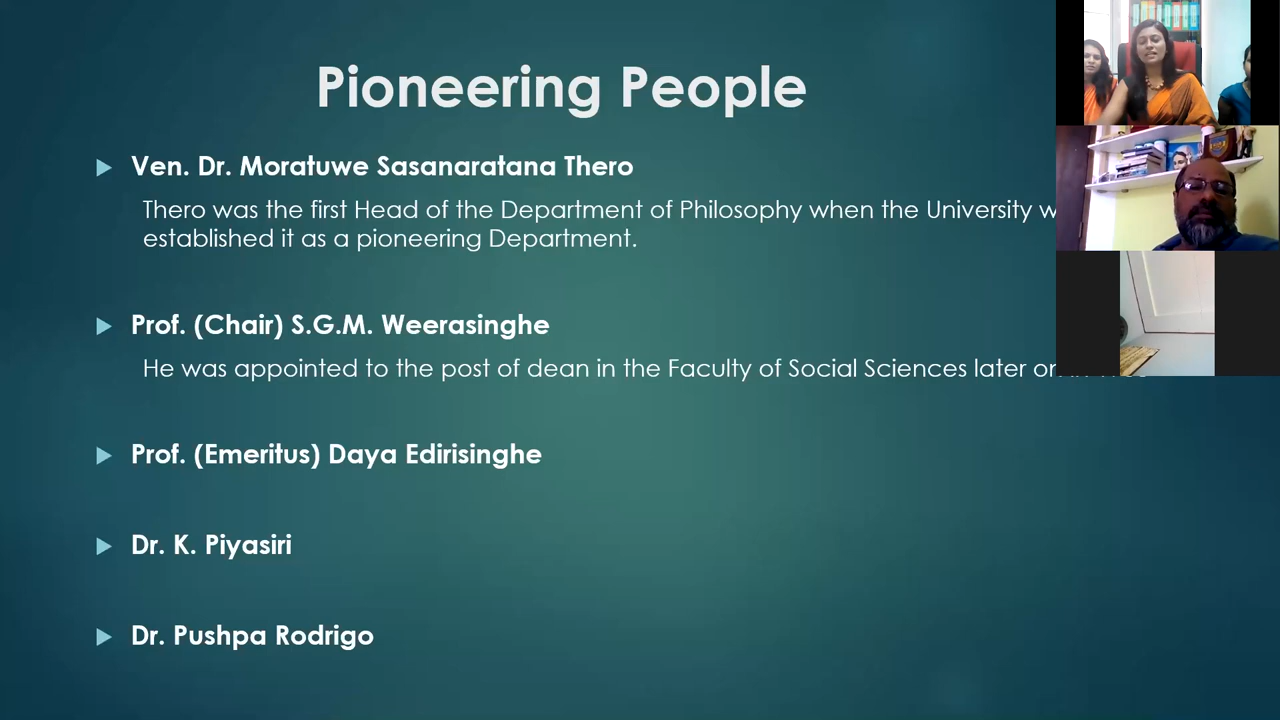 Pioneering People
Ven. Dr. Moratuwe Sasanaratana Thero
Thero was the first Head of the Department of Philosophy when the University
established it as a pioneering Department.
Prof. (Chair) S.G.M. Weerasinghe
He was appointed to the post of dean in the Faculty of Social Sciences later
Prof. (Emeritus) Daya Edirisinghe
Dr. K. Piyasiri
Dr. Pushpa Rodrigo